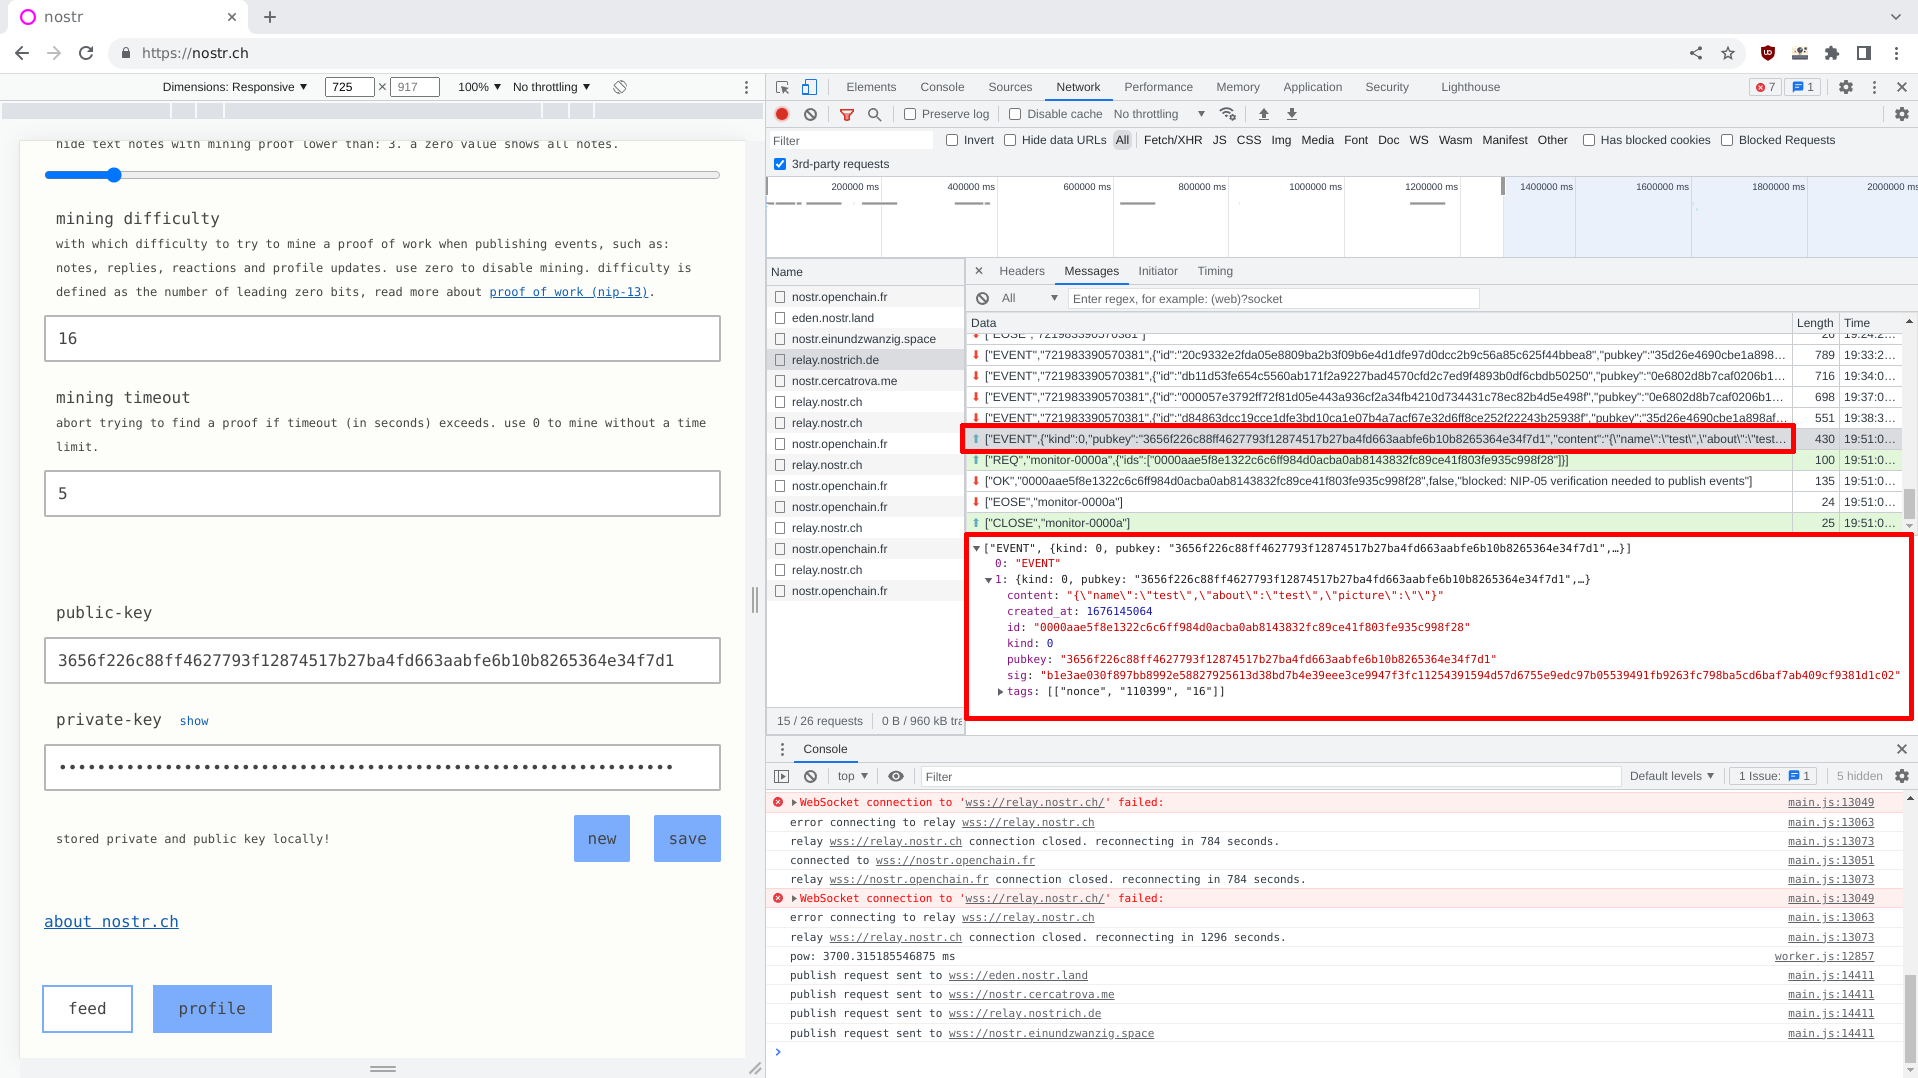 nostr
https://nostr.ch
Dimensions: Responsive 725 × 917 100% No throttling
hide text notes with mining proof lower than: 3. a zero value shows all notes.
mining difficulty
with which difficulty to try to mine a proof of work when publishing events, such as:
notes, replies, reactions and profile updates. use zero to disable mining. difficulty is
defined as the number of leading zero bits, read more about proof of work (nip-13).
16
mining timeout
abort trying to find a proof if timeout (in seconds) exceeds. use 0 to mine without a time
limit.
5
public-key
3656f226c88ff4627793f12874517b27ba4fd663aabfe6b10b8265364e34f7d1
private-key show
••••••••••••••••••••••••••••••••••••••••••••••••••••••••••••••••
stored private and public key locally!
new save
about nostr.ch
feed profile
Elements Console Sources Network Performance Memory Application Security Lighthouse 7 1
Preserve log Disable cache No throttling
Filter Invert Hide data URLs All Fetch/XHR JS CSS Img Media Font Doc WS Wasm Manifest Other Has blocked cookies Blocked Requests
3rd-party requests
200000 ms 400000 ms 600000 ms 800000 ms 1000000 ms 1200000 ms 1400000 ms 1600000 ms 1800000 ms 2000000 ms
Name
nostr.openchain.fr
eden.nostr.land
nostr.einundzwanzig.space
relay.nostrich.de
nostr.cercatrova.me
relay.nostr.ch
relay.nostr.ch
nostr.openchain.fr
relay.nostr.ch
nostr.openchain.fr
nostr.openchain.fr
relay.nostr.ch
nostr.openchain.fr
relay.nostr.ch
nostr.openchain.fr
15 / 26 requests 0 B / 960 kB tra
Headers Messages Initiator Timing
All Enter regex, for example: (web)?socket
Data Length Time
["EOSE","721983390570381"] 26 19:24:2…
["EVENT","721983390570381",{"id":"20c9332e2fda05e8809ba2b3f09b6e4d1dfe97d0dcc2b9c56a85c625f44bbea8","pubkey":"35d26e4690cbe1a898… 789 19:33:2…
["EVENT","721983390570381",{"id":"db11d53fe654c5560ab171f2a9227bad4570cfd2c7ed9f4893b0df6cbdb50250","pubkey":"0e6802d8b7caf0206b1… 716 19:34:0…
["EVENT","721983390570381",{"id":"000057e3792ff72f81d05e443a936cf2a34fb4210d734431c78ec82b4d5e498f","pubkey":"0e6802d8b7caf0206b1… 698 19:37:0…
["EVENT","721983390570381",{"id":"d84863dcc19cce1dfe3bd10ca1e07b4a7acf67e32d6ff8ce252f22243b25938f","pubkey":"35d26e4690cbe1a898af… 551 19:38:3…
["EVENT",{"kind":0,"pubkey":"3656f226c88ff4627793f12874517b27ba4fd663aabfe6b10b8265364e34f7d1","content":"{\"name\":\"test\",\"about\":\"test… 430 19:51:0…
["REQ","monitor-0000a",{"ids":["0000aae5f8e1322c6c6ff984d0acba0ab8143832fc89ce41f803fe935c998f28"]}] 100 19:51:0…
["OK","0000aae5f8e1322c6c6ff984d0acba0ab8143832fc89ce41f803fe935c998f28",false,"blocked: NIP-05 verification needed to publish events"] 135 19:51:0…
["EOSE","monitor-0000a"] 24 19:51:0…
["CLOSE","monitor-0000a"] 25 19:51:0…
["EVENT", {kind: 0, pubkey: "3656f226c88ff4627793f12874517b27ba4fd663aabfe6b10b8265364e34f7d1",…}]
0: "EVENT"
1: {kind: 0, pubkey: "3656f226c88ff4627793f12874517b27ba4fd663aabfe6b10b8265364e34f7d1",…}
content: "{\"name\":\"test\",\"about\":\"test\",\"picture\":\"\"}"
created_at: 1676145064
id: "0000aae5f8e1322c6c6ff984d0acba0ab8143832fc89ce41f803fe935c998f28"
kind: 0
pubkey: "3656f226c88ff4627793f12874517b27ba4fd663aabfe6b10b8265364e34f7d1"
sig: "b1e3ae030f897bb8992e58827925613d38bd7b4e39eee3ce9947f3fc11254391594d57d6755e9edc97b05539491fb9263fc798ba5cd6baf7ab409cf9381d1c02"
tags: [["nonce", "110399", "16"]]
Console
top Filter Default levels 1 Issue: 1 5 hidden
WebSocket connection to 'wss://relay.nostr.ch/' failed: main.js:13049
error connecting to relay wss://relay.nostr.ch main.js:13063
relay wss://relay.nostr.ch connection closed. reconnecting in 784 seconds. main.js:13073
connected to wss://nostr.openchain.fr main.js:13051
relay wss://nostr.openchain.fr connection closed. reconnecting in 784 seconds. main.js:13073
WebSocket connection to 'wss://relay.nostr.ch/' failed: main.js:13049
error connecting to relay wss://relay.nostr.ch main.js:13063
relay wss://relay.nostr.ch connection closed. reconnecting in 1296 seconds. main.js:13073
pow: 3700.315185546875 ms worker.js:12857
publish request sent to wss://eden.nostr.land main.js:14411
publish request sent to wss://nostr.cercatrova.me main.js:14411
publish request sent to wss://relay.nostrich.de main.js:14411
publish request sent to wss://nostr.einundzwanzig.space main.js:14411